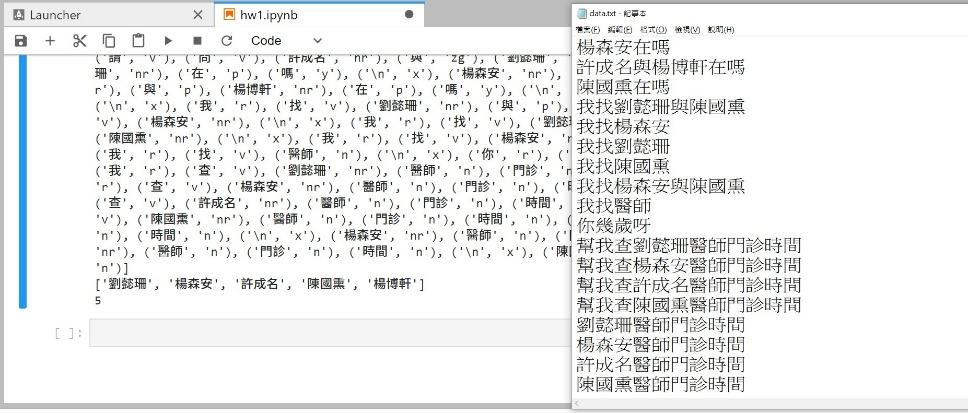 Launcher
hw1.ipynb
Code
('請', 'v'), ('問', 'v'), ('許成名', 'nr'), ('與', 'zg'), ('劉懿珊',
珊', 'nr'), ('在', 'p'), ('嗎', 'y'), ('\n', 'x'), ('楊森安', 'nr'),
r'), ('與', 'p'), ('楊博軒', 'nr'), ('在', 'p'), ('嗎', 'y'), ('\n',
('\n', 'x'), ('我', 'r'), ('找', 'v'), ('劉懿珊', 'nr'), ('與', 'p'),
'v'), ('楊森安', 'nr'), ('\n', 'x'), ('我', 'r'), ('找', 'v'), ('劉懿
('陳國熏', 'nr'), ('\n', 'x'), ('我', 'r'), ('找', 'v'), ('楊森安', '
('我', 'r'), ('找', 'v'), ('醫師', 'n'), ('\n', 'x'), ('你', 'r'), (
('我', 'r'), ('查', 'v'), ('劉懿珊', 'nr'), ('醫師', 'n'), ('門診', 'n
r'), ('查', 'v'), ('楊森安', 'nr'), ('醫師', 'n'), ('門診', 'n'), ('
('查', 'v'), ('許成名', 'nr'), ('醫師', 'n'), ('門診', 'n'), ('時間',
v'), ('陳國熏', 'nr'), ('醫師', 'n'), ('門診', 'n'), ('時間', 'n'), (
'n'), ('時間', 'n'), ('\n', 'x'), ('楊森安', 'nr'), ('醫師', 'n'), ('
'nr'), ('醫師', 'n'), ('門診', 'n'), ('時間', 'n'), ('\n', 'x'), ('陳
'n')]
['劉懿珊', '楊森安', '許成名', '陳國熏', '楊博軒']
5
[ ]:
data.txt - 記事本
檔案(F) 編輯(E) 格式(O) 檢視(V) 說明(H)
楊森安在嗎
許成名與楊博軒在嗎
陳國熏在嗎
我找劉懿珊與陳國熏
我找楊森安
我找劉懿珊
我找陳國熏
我找楊森安與陳國熏
我找醫師
你幾歲呀
幫我查劉懿珊醫師門診時間
幫我查楊森安醫師門診時間
幫我查許成名醫師門診時間
幫我查陳國熏醫師門診時間
劉懿珊醫師門診時間
楊森安醫師門診時間
許成名醫師門診時間
陳國熏醫師門診時間